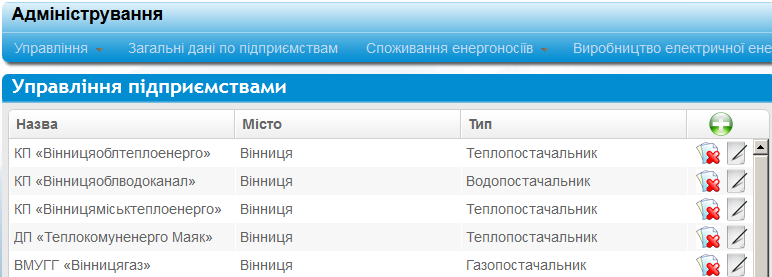 Адміністрування
Управління Загальні дані по підприємствам Споживання енергоносіїв Виробництво електричної ене
Управління підприємствами
Назва Місто Тип
КП «Вінницяоблтеплоенерго» Вінниця Теплопостачальник
КП «Вінницяоблводоканал» Вінниця Водопостачальник
КП «Вінницяміськтеплоенерго» Вінниця Теплопостачальник
ДП «Теплокомуненерго Маяк» Вінниця Теплопостачальник
ВМУГГ «Вінницягаз» Вінниця Газопостачальник